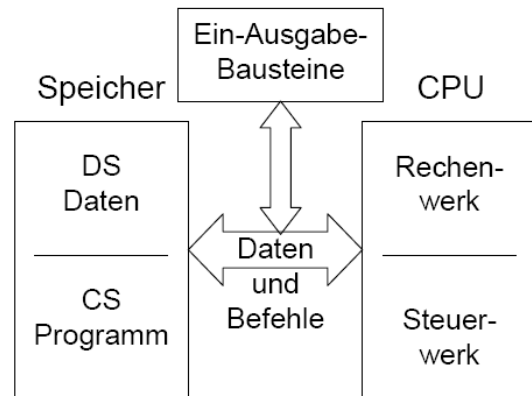 Ein-Ausgabe-
Bausteine
Speicher
CPU
DS
Daten
CS
Programm
Daten
und
Befehle
Rechen-
werk
Steuer-
werk